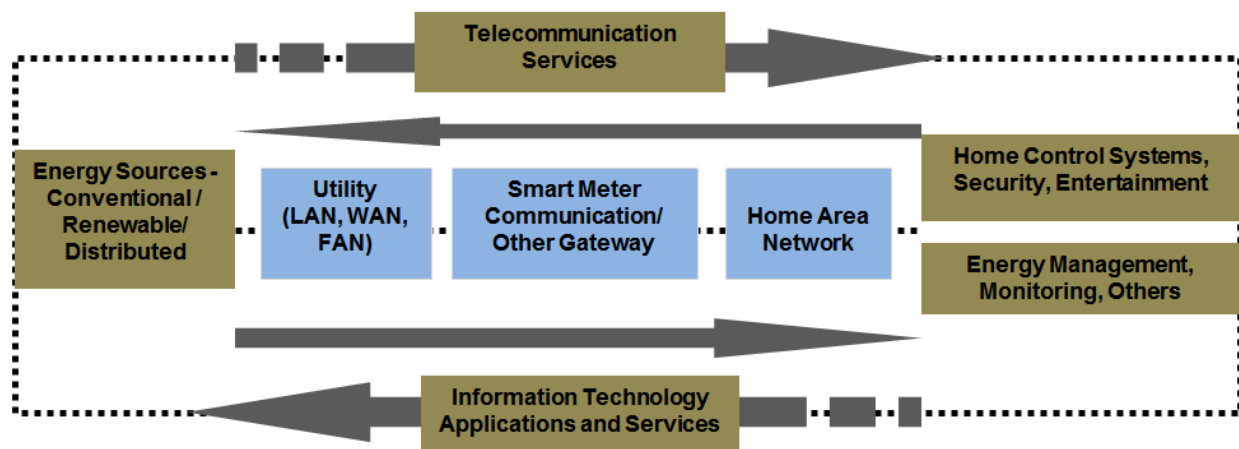 Telecommunication
Services
Energy Sources -
Conventional /
Renewable/
Distributed
Utility
(LAN, WAN,
FAN)
Smart Meter
Communication/
Other Gateway
Home Area
Network
Home Control Systems,
Security, Entertainment
Energy Management,
Monitoring, Others
Information Technology
Applications and Services